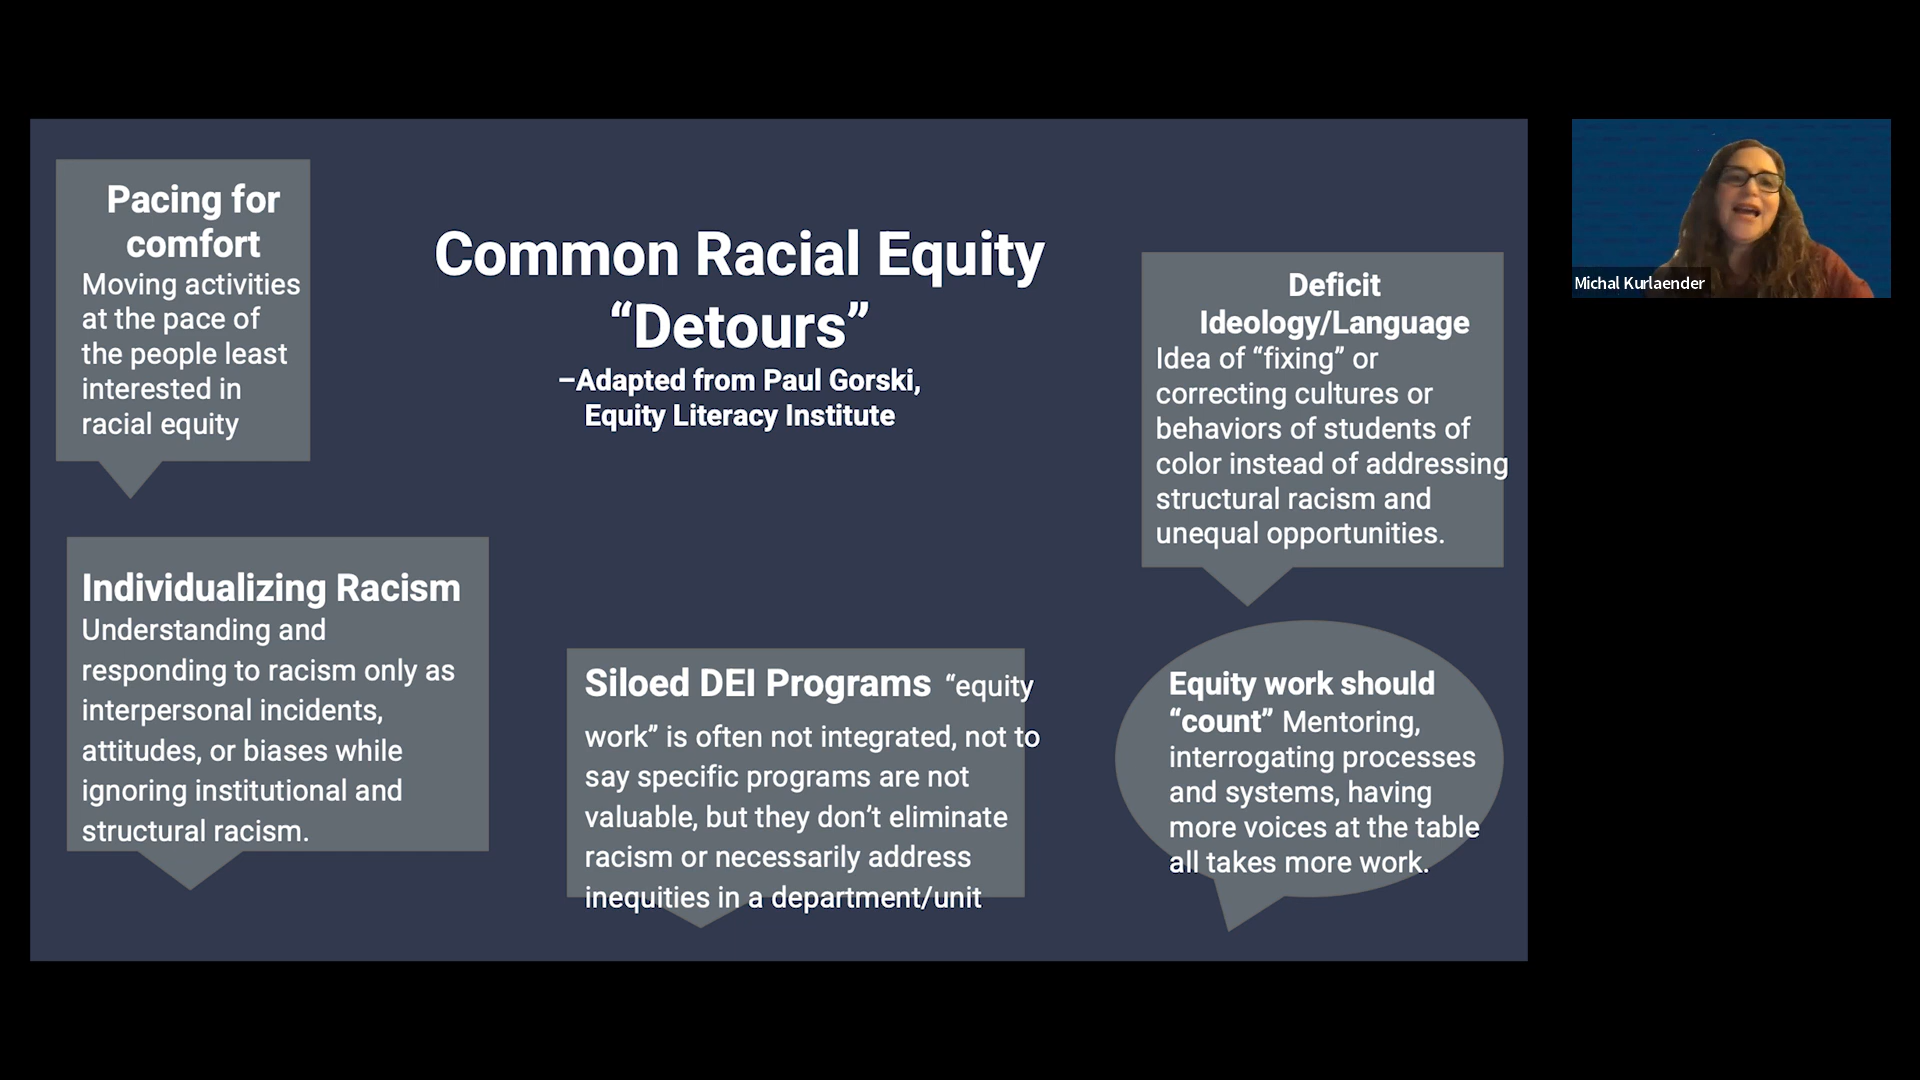 Pacing for
comfort
Moving activities
at the pace of
the people least
interested in
racial equity
Common Racial Equity
“Detours”
–Adapted from Paul Gorski,
Equity Literacy Institute
Deficit
Ideology/Language
Idea of “fixing” or
correcting cultures or
behaviors of students of
color instead of addressing
structural racism and
unequal opportunities.
Individualizing Racism
Understanding and
responding to racism only as
interpersonal incidents,
attitudes, or biases while
ignoring institutional and
structural racism.
Siloed DEI Programs “equity
work” is often not integrated, not to
say specific programs are not
valuable, but they don’t eliminate
racism or necessarily address
inequities in a department/unit
Equity work should
“count” Mentoring,
interrogating processes
and systems, having
more voices at the table
all takes more work.
Michal Kurlaender